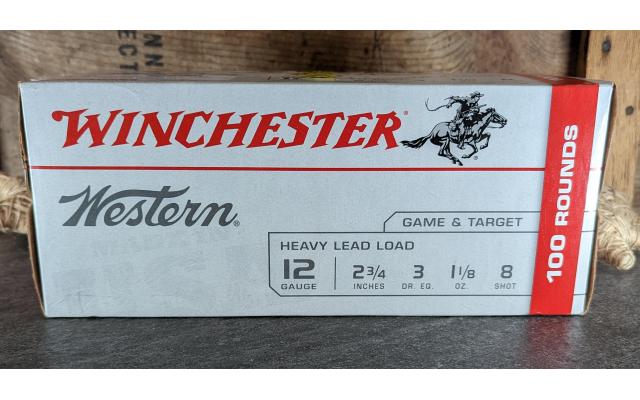 WINCHESTER®
Western®
GAME & TARGET
HEAVY LEAD LOAD
12 2 3/4 3 1 1/8 8
GAUGE INCHES DR. EQ. OZ. SHOT
100 ROUNDS